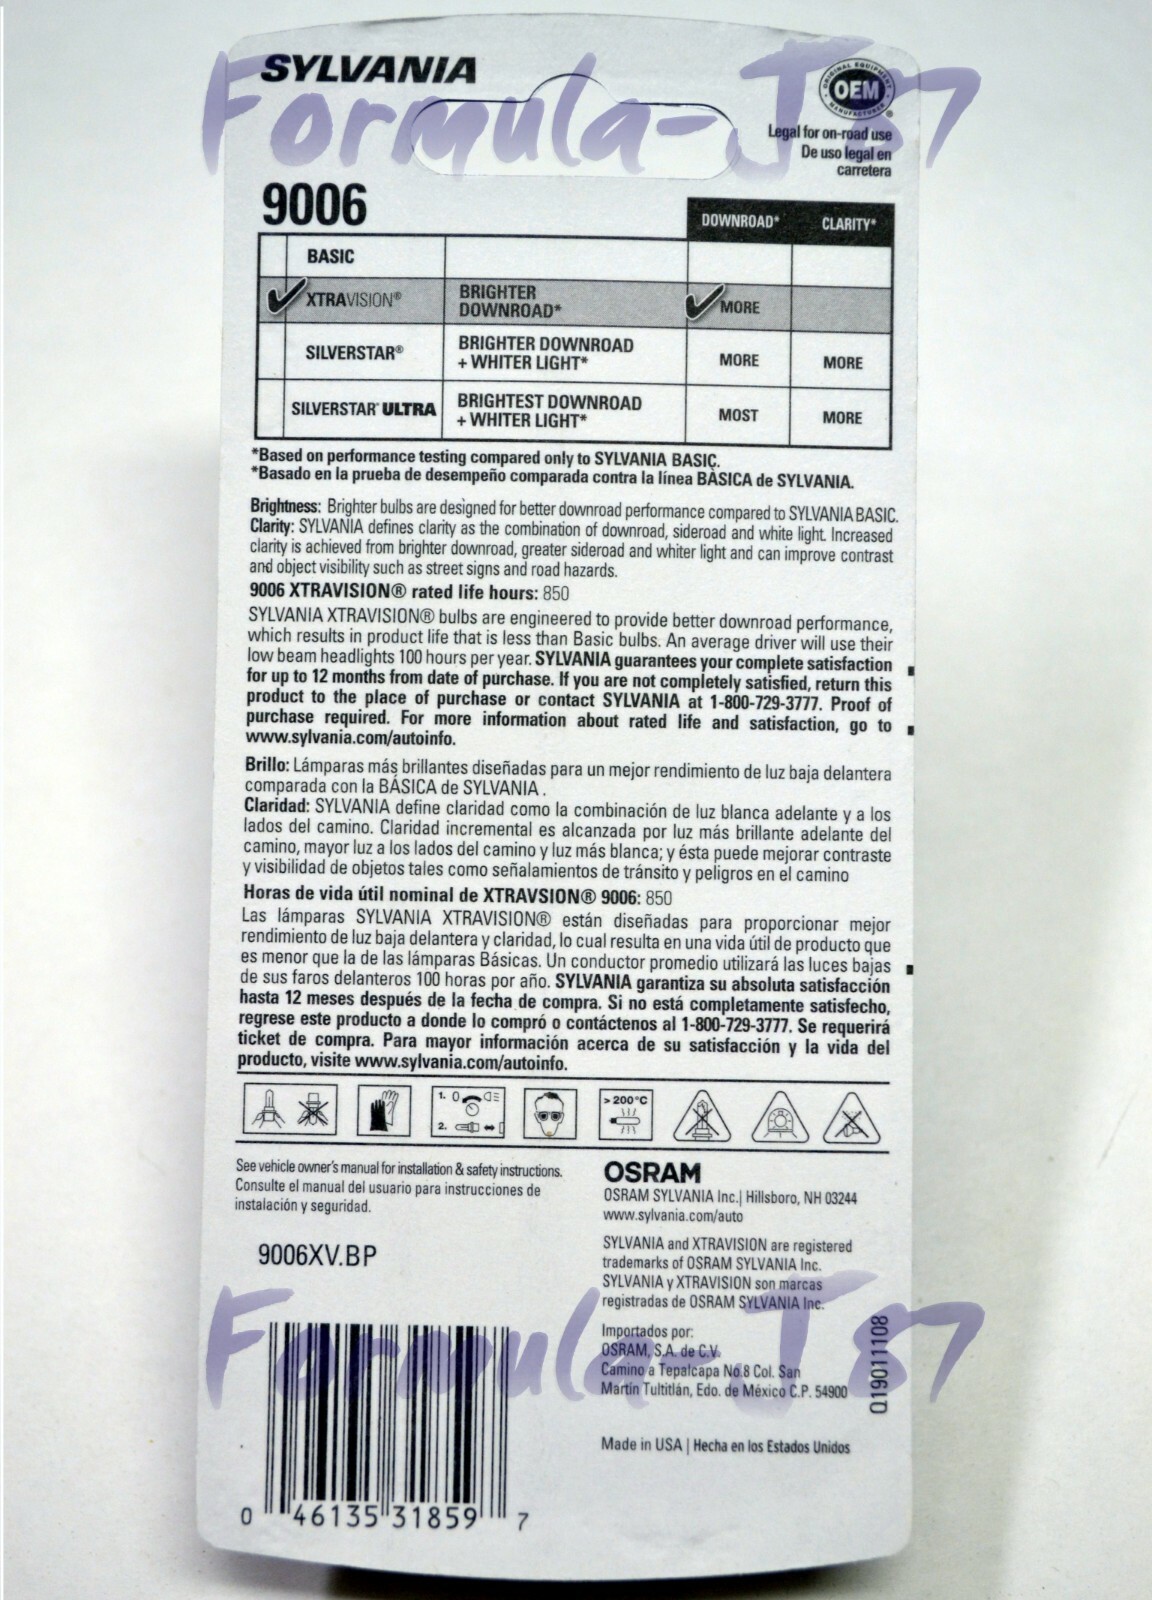 SYLVANIA
Formula-J87
ORIGINAL EQUIPMENT
OEM
MANUFACTURER
Legal for on-road use
De uso legal en
carretera
9006
DOWNROAD* CLARITY*
BASIC
XTRAVISION® BRIGHTER DOWNROAD* MORE
SILVERSTAR® BRIGHTER DOWNROAD + WHITER LIGHT* MORE MORE
SILVERSTAR® ULTRA BRIGHTEST DOWNROAD + WHITER LIGHT* MOST MORE
*Based on performance testing compared only to SYLVANIA BASIC.
*Basado en la prueba de desempeño comparada contra la línea BÁSICA de SYLVANIA.
Brightness: Brighter bulbs are designed for better downroad performance compared to SYLVANIA BASIC.
Clarity: SYLVANIA defines clarity as the combination of downroad, sideroad and white light. Increased
clarity is achieved from brighter downroad, greater sideroad and whiter light and can improve contrast
and object visibility such as street signs and road hazards.
9006 XTRAVISION® rated life hours: 850
SYLVANIA XTRAVISION® bulbs are engineered to provide better downroad performance,
which results in product life that is less than Basic bulbs. An average driver will use their
low beam headlights 100 hours per year. SYLVANIA guarantees your complete satisfaction
for up to 12 months from date of purchase. If you are not completely satisfied, return this
product to the place of purchase or contact SYLVANIA at 1-800-729-3777. Proof of
purchase required. For more information about rated life and satisfaction, go to
www.sylvania.com/autoinfo.
Brillo: Lámparas más brillantes diseñadas para un mejor rendimiento de luz baja delantera
comparada con la BÁSICA de SYLVANIA .
Claridad: SYLVANIA define claridad como la combinación de luz blanca adelante y a los
lados del camino. Claridad incremental es alcanzada por luz más brillante adelante del
camino, mayor luz a los lados del camino y luz más blanca; y ésta puede mejorar contraste
y visibilidad de objetos tales como señalamientos de tránsito y peligros en el camino
Horas de vida útil nominal de XTRAVSION® 9006: 850
Las lámparas SYLVANIA XTRAVISION® están diseñadas para proporcionar mejor
rendimiento de luz baja delantera y claridad, lo cual resulta en una vida útil de producto que
es menor que la de las lámparas Básicas. Un conductor promedio utilizará las luces bajas
de sus faros delanteros 100 horas por año. SYLVANIA garantiza su absoluta satisfacción
hasta 12 meses después de la fecha de compra. Si no está completamente satisfecho,
regrese este producto a donde lo compró o contáctenos al 1-800-729-3777. Se requerirá
ticket de compra. Para mayor información acerca de su satisfacción y la vida del
producto, visite www.sylvania.com/autoinfo.
1. 0
2.
> 200°C
See vehicle owner's manual for installation & safety instructions.
Consulte el manual del usuario para instrucciones de
instalación y seguridad.
9006XV.BP
OSRAM
OSRAM SYLVANIA Inc.| Hillsboro, NH 03244
www.sylvania.com/auto
SYLVANIA and XTRAVISION are registered
trademarks of OSRAM SYLVANIA Inc.
SYLVANIA y XTRAVISION son marcas
registradas de OSRAM SYLVANIA Inc.
Formula-J87
Importados por:
OSRAM, S.A. de C.V.
Camino a Tepalcapa No.8 Col. San
Martín Tultitlán, Edo. de México C.P. 54900
Q19011108
Made in USA | Hecha en los Estados Unidos
0 46135 31859 7